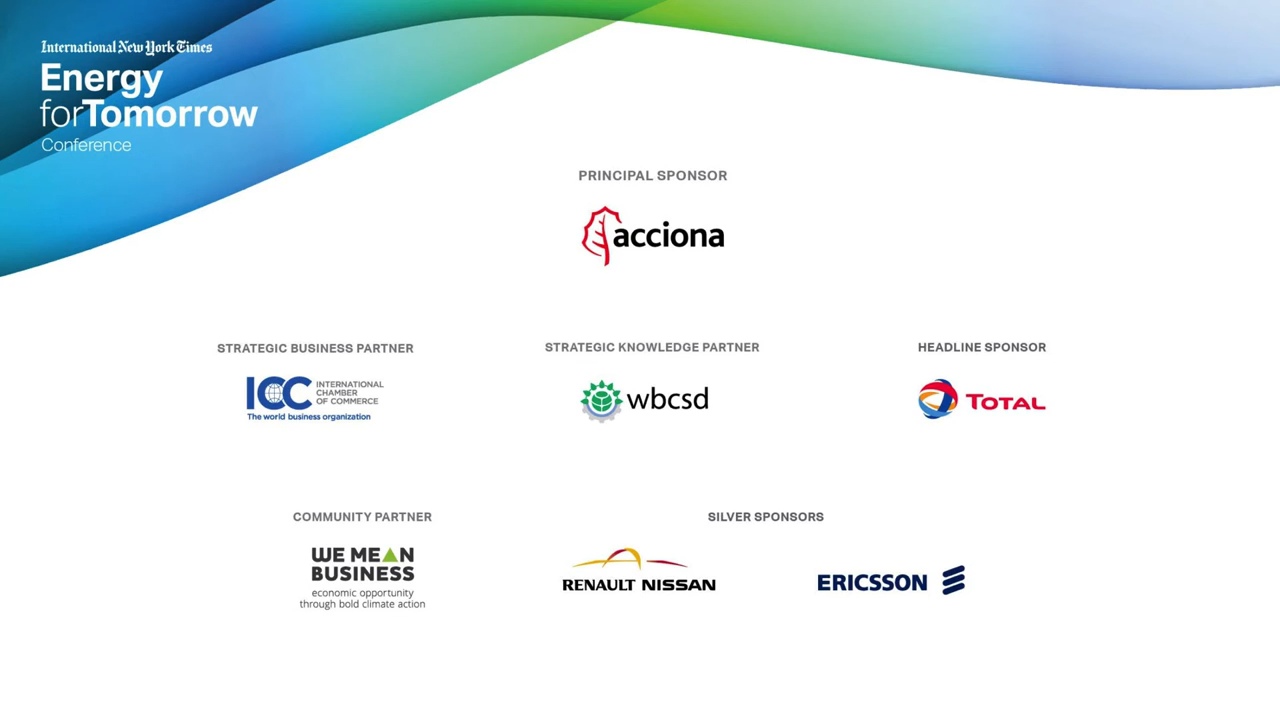 International New York Times
Energy
forTomorrow
Conference
PRINCIPAL SPONSOR
acciona
STRATEGIC BUSINESS PARTNER
STRATEGIC KNOWLEDGE PARTNER
HEADLINE SPONSOR
ICC
INTERNATIONAL
CHAMBER
OF COMMERCE
The world business organization
wbcsd
TOTAL
COMMUNITY PARTNER
SILVER SPONSORS
WE MEAN
BUSINESS
economic opportunity
through bold climate action
RENAULT NISSAN
ERICSSON